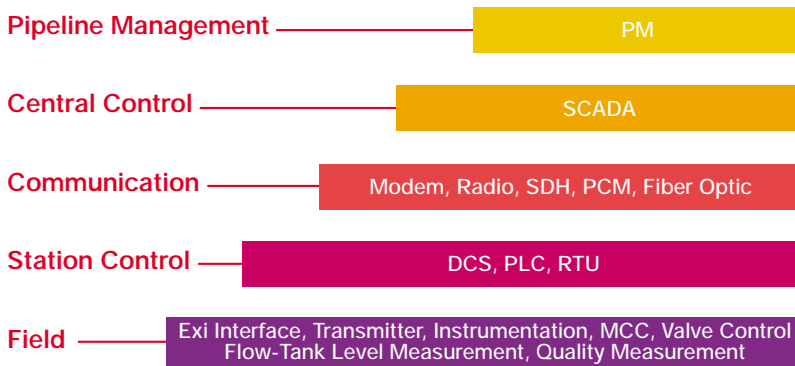 Pipeline Management
PM
Central Control
SCADA
Communication
Modem, Radio, SDH, PCM, Fiber Optic
Station Control
DCS, PLC, RTU
Field
Exi Interface, Transmitter, Instrumentation, MCC, Valve Control
Flow-Tank Level Measurement, Quality Measurement